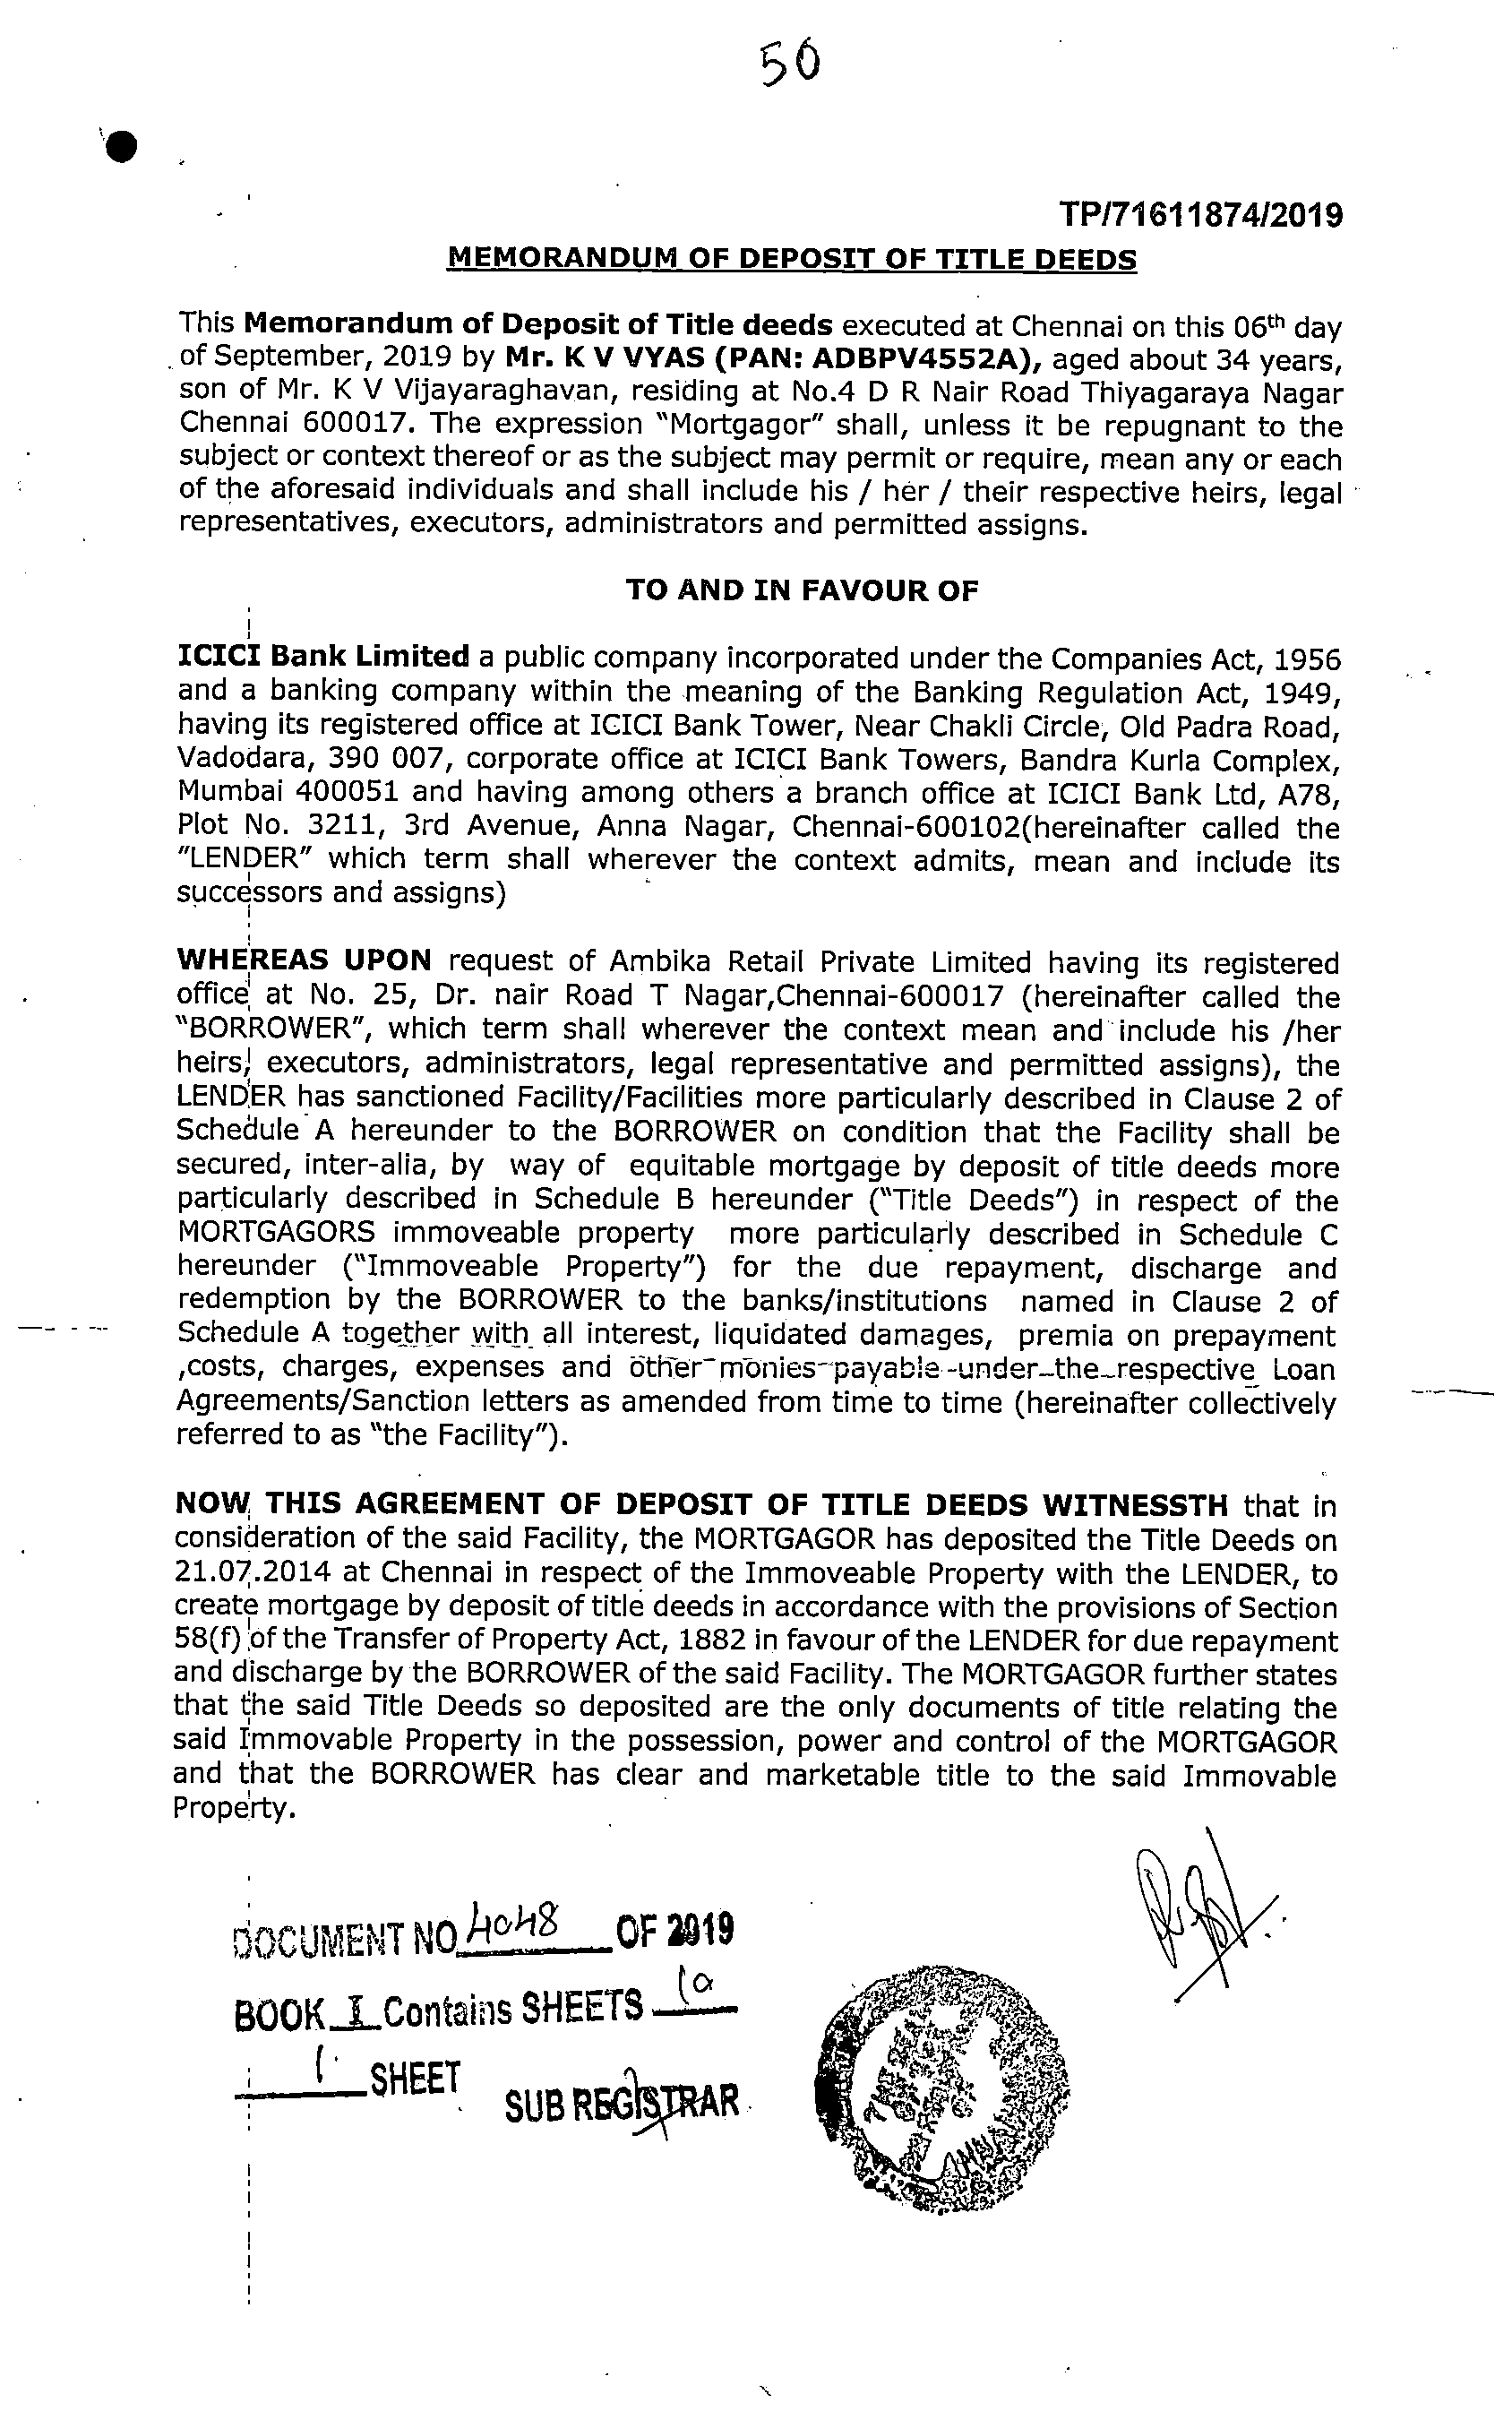 50
TP/71611874/2019
MEMORANDUM OF DEPOSIT OF TITLE DEEDS
This Memorandum of Deposit of Title deeds executed at Chennai on this 06th day
of September, 2019 by Mr. K V VYAS (PAN: ADBPV4552A), aged about 34 years,
son of Mr. K V Vijayaraghavan, residing at No.4 D R Nair Road Thiyagaraya Nagar
Chennai 600017. The expression "Mortgagor" shall, unless it be repugnant to the
subject or context thereof or as the subject may permit or require, mean any or each
of the aforesaid individuals and shall include his / her / their respective heirs, legal
representatives, executors, administrators and permitted assigns.
TO AND IN FAVOUR OF
ICICI Bank Limited a public company incorporated under the Companies Act, 1956
and a banking company within the meaning of the Banking Regulation Act, 1949,
having its registered office at ICICI Bank Tower, Near Chakli Circle, Old Padra Road,
Vadodara, 390 007, corporate office at ICICI Bank Towers, Bandra Kurla Complex,
Mumbai 400051 and having among others a branch office at ICICI Bank Ltd, A78,
Plot No. 3211, 3rd Avenue, Anna Nagar, Chennai-600102(hereinafter called the
"LENDER" which term shall wherever the context admits, mean and include its
successors and assigns)
WHEREAS UPON request of Ambika Retail Private Limited having its registered
office at No. 25, Dr. nair Road T Nagar,Chennai-600017 (hereinafter called the
"BORROWER", which term shall wherever the context mean and include his /her
heirs, executors, administrators, legal representative and permitted assigns), the
LENDER has sanctioned Facility/Facilities more particularly described in Clause 2 of
Schedule A hereunder to the BORROWER on condition that the Facility shall be
secured, inter-alia, by way of equitable mortgage by deposit of title deeds more
particularly described in Schedule B hereunder ("Title Deeds") in respect of the
MORTGAGORS immoveable property more particularly described in Schedule C
hereunder ("Immoveable Property") for the due repayment, discharge and
redemption by the BORROWER to the banks/institutions named in Clause 2 of
Schedule A together with all interest, liquidated damages, premia on prepayment
,costs, charges, expenses and other monies payable under the respective Loan
Agreements/Sanction letters as amended from time to time (hereinafter collectively
referred to as "the Facility").
NOW THIS AGREEMENT OF DEPOSIT OF TITLE DEEDS WITNESSTH that in
consideration of the said Facility, the MORTGAGOR has deposited the Title Deeds on
21.07.2014 at Chennai in respect of the Immoveable Property with the LENDER, to
create mortgage by deposit of title deeds in accordance with the provisions of Section
58(f) of the Transfer of Property Act, 1882 in favour of the LENDER for due repayment
and discharge by the BORROWER of the said Facility. The MORTGAGOR further states
that the said Title Deeds so deposited are the only documents of title relating the
said Immovable Property in the possession, power and control of the MORTGAGOR
and that the BORROWER has clear and marketable title to the said Immovable
Property.
DOCUMENT NO 4048 OF 2019
BOOK I Contains SHEETS 10
1 SHEET
SUB REGISTRAR